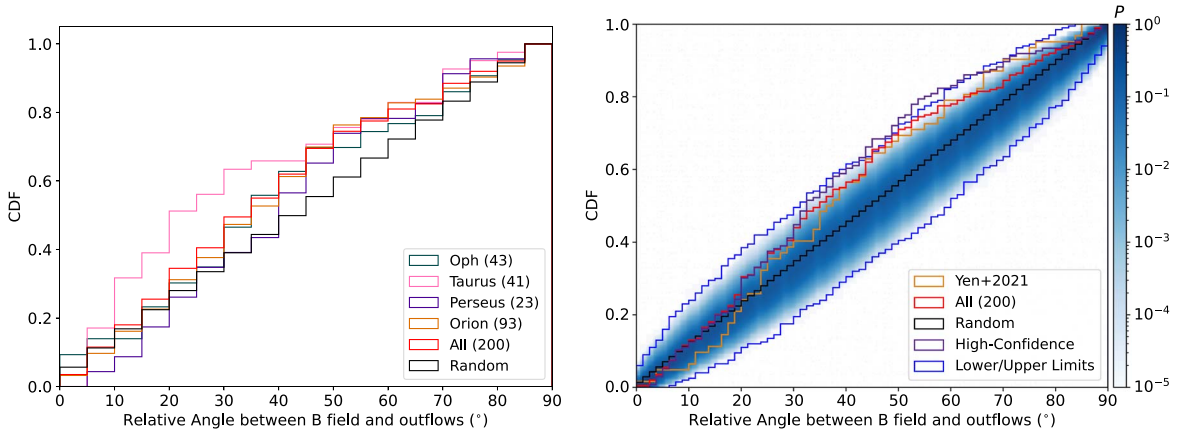 CDF
1.0
0.8
0.6
0.4
0.2
0.0
0 10 20 30 40 50 60 70 80 90
Relative Angle between B field and outflows (°)
Oph (43)
Taurus (41)
Perseus (23)
Orion (93)
All (200)
Random
CDF
1.0
0.8
0.6
0.4
0.2
0.0
0 10 20 30 40 50 60 70 80 90
Relative Angle between B field and outflows (°)
Yen+2021
All (200)
Random
High-Confidence
Lower/Upper Limits
P
10⁰
10⁻¹
10⁻²
10⁻³
10⁻⁴
10⁻⁵